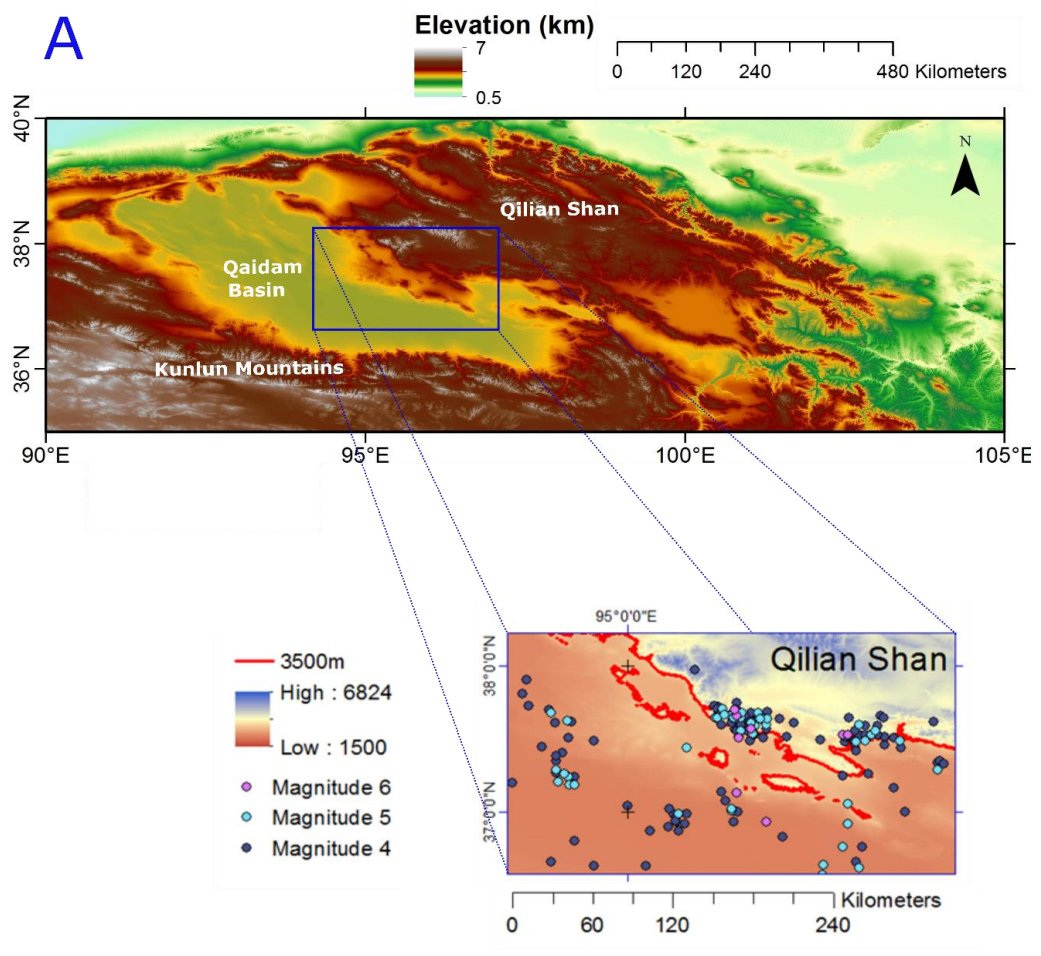 A
Elevation (km)
7
0.5
0 120 240 480 Kilometers
40°N
38°N
36°N
N
Qilian Shan
Qaidam
Basin
Kunlun Mountains
90°E 95°E 100°E 105°E
95°0'0"E
38°0'0"N
37°0'0"N
Qilian Shan
3500m
High : 6824
Low : 1500
Magnitude 6
Magnitude 5
Magnitude 4
Kilometers
0 60 120 240